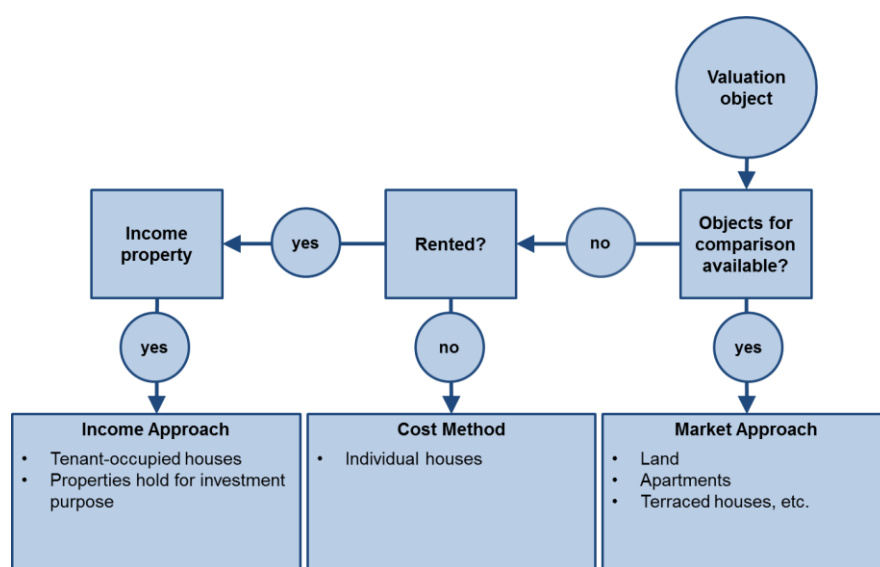 Valuation
object
Income
property
yes
Rented?
no
Objects for
comparison
available?
yes
no
yes
Income Approach
• Tenant-occupied houses
• Properties hold for investment
purpose
Cost Method
• Individual houses
Market Approach
• Land
• Apartments
• Terraced houses, etc.